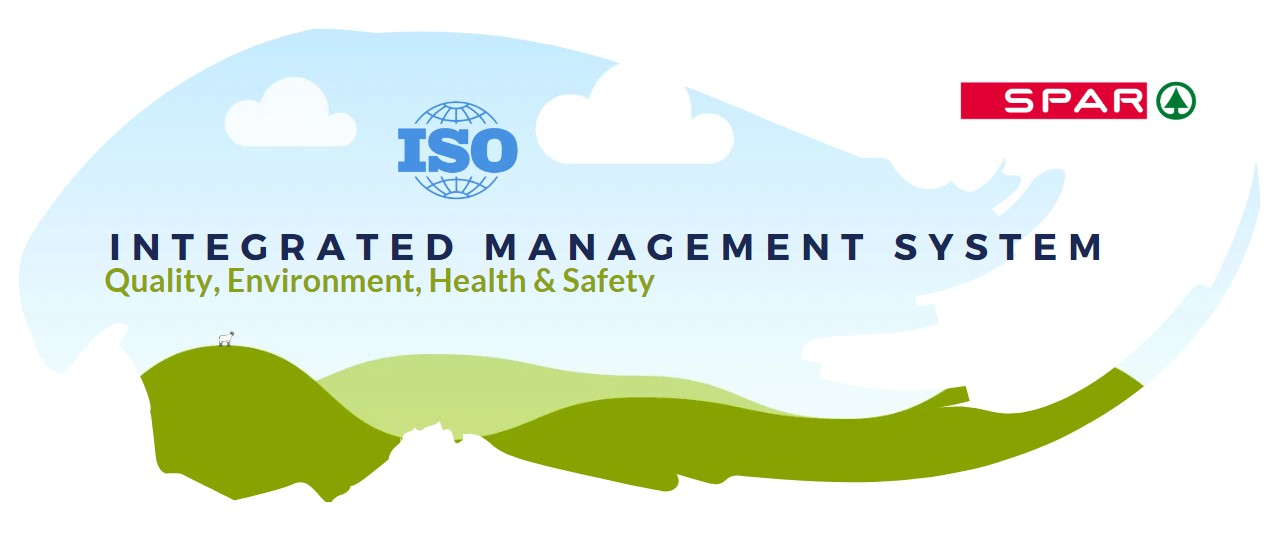 SPAR
ISO
INTEGRATED MANAGEMENT SYSTEM
Quality, Environment, Health & Safety